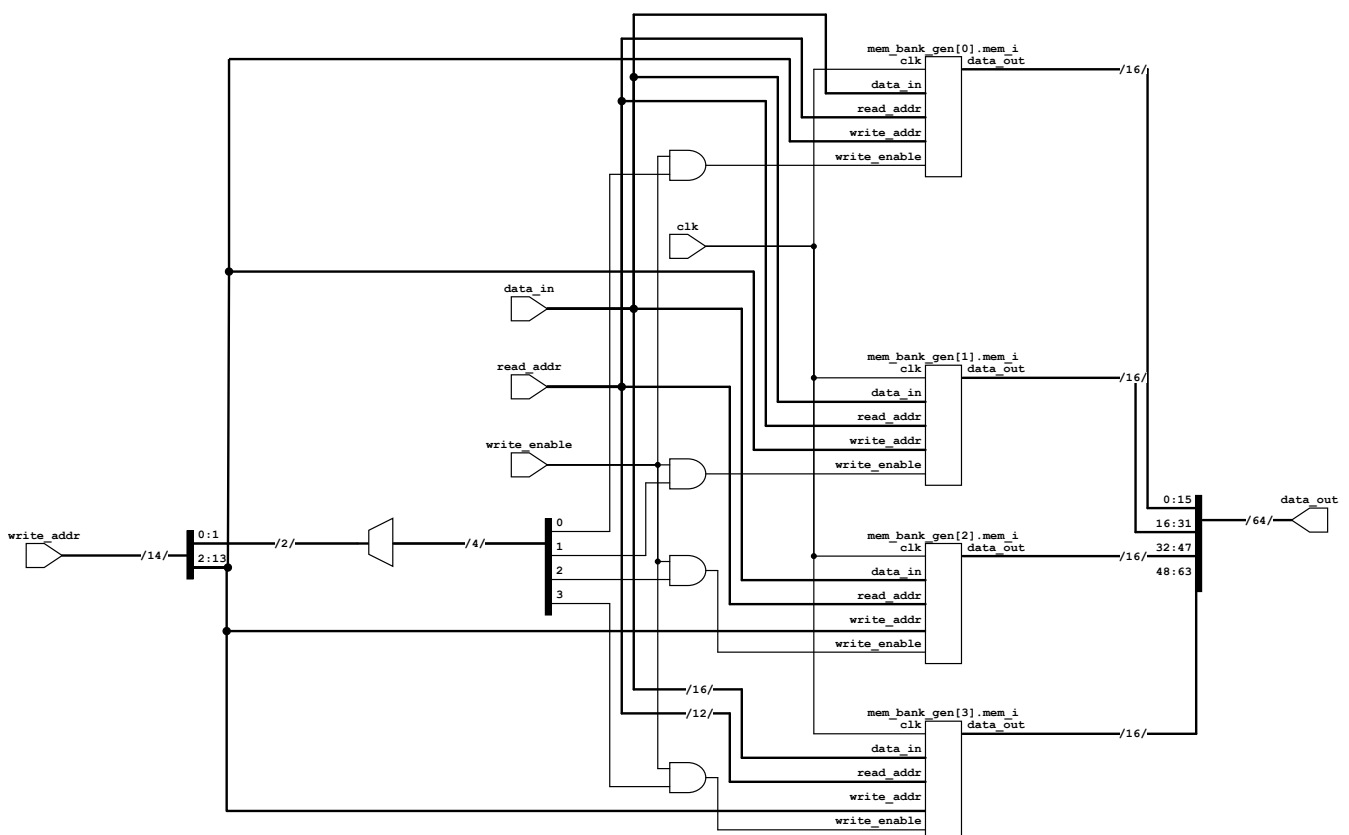 mem_bank_gen[0].mem_i
clk data_out /16/
data_in
read_addr
write_addr
write_enable
clk
data_in
read_addr
mem_bank_gen[1].mem_i
clk data_out /16/
data_in
read_addr
write_addr
write_enable
write_enable
write_addr /14/
0:1 /2/ /4/
2:13
0
1
2
3
mem_bank_gen[2].mem_i
clk data_out /16/
data_in
read_addr
write_addr
write_enable
0:15
16:31
32:47
48:63
/64/ data_out
/16/
/12/
mem_bank_gen[3].mem_i
clk data_out /16/
data_in
read_addr
write_addr
write_enable